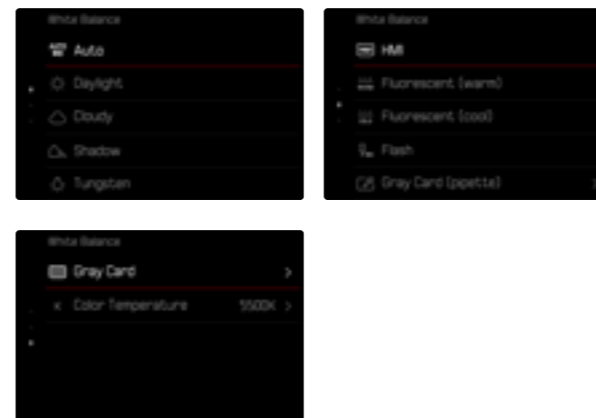 White Balance
Auto
Daylight
Cloudy
Shadow
Tungsten
White Balance
HMI
Fluorescent (warm)
Fluorescent (cool)
Flash
Gray Card (pipette)
White Balance
Gray Card
Color Temperature 5500K